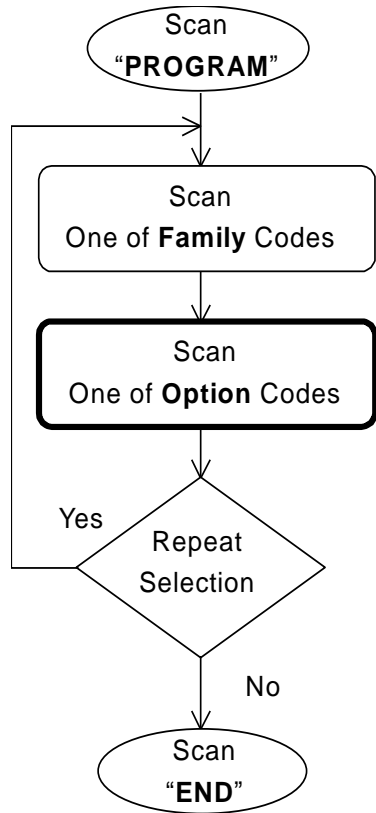 Scan
“PROGRAM”
Scan
One of Family Codes
Scan
One of Option Codes
Yes
Repeat
Selection
No
Scan
“END”